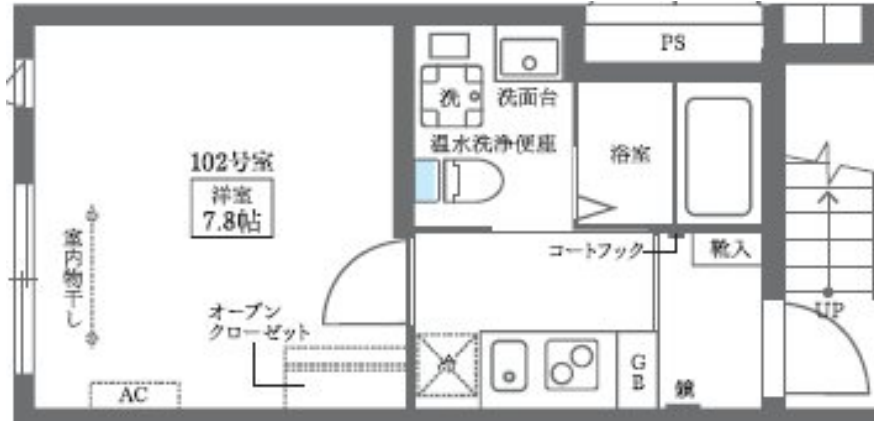 PS
洗
洗面台
温水洗浄便座
浴室
102号室
洋室
7.8帖
室内物干し
コートフック
靴入
オープン
クローゼット
UP
冷
GB
鏡
AC